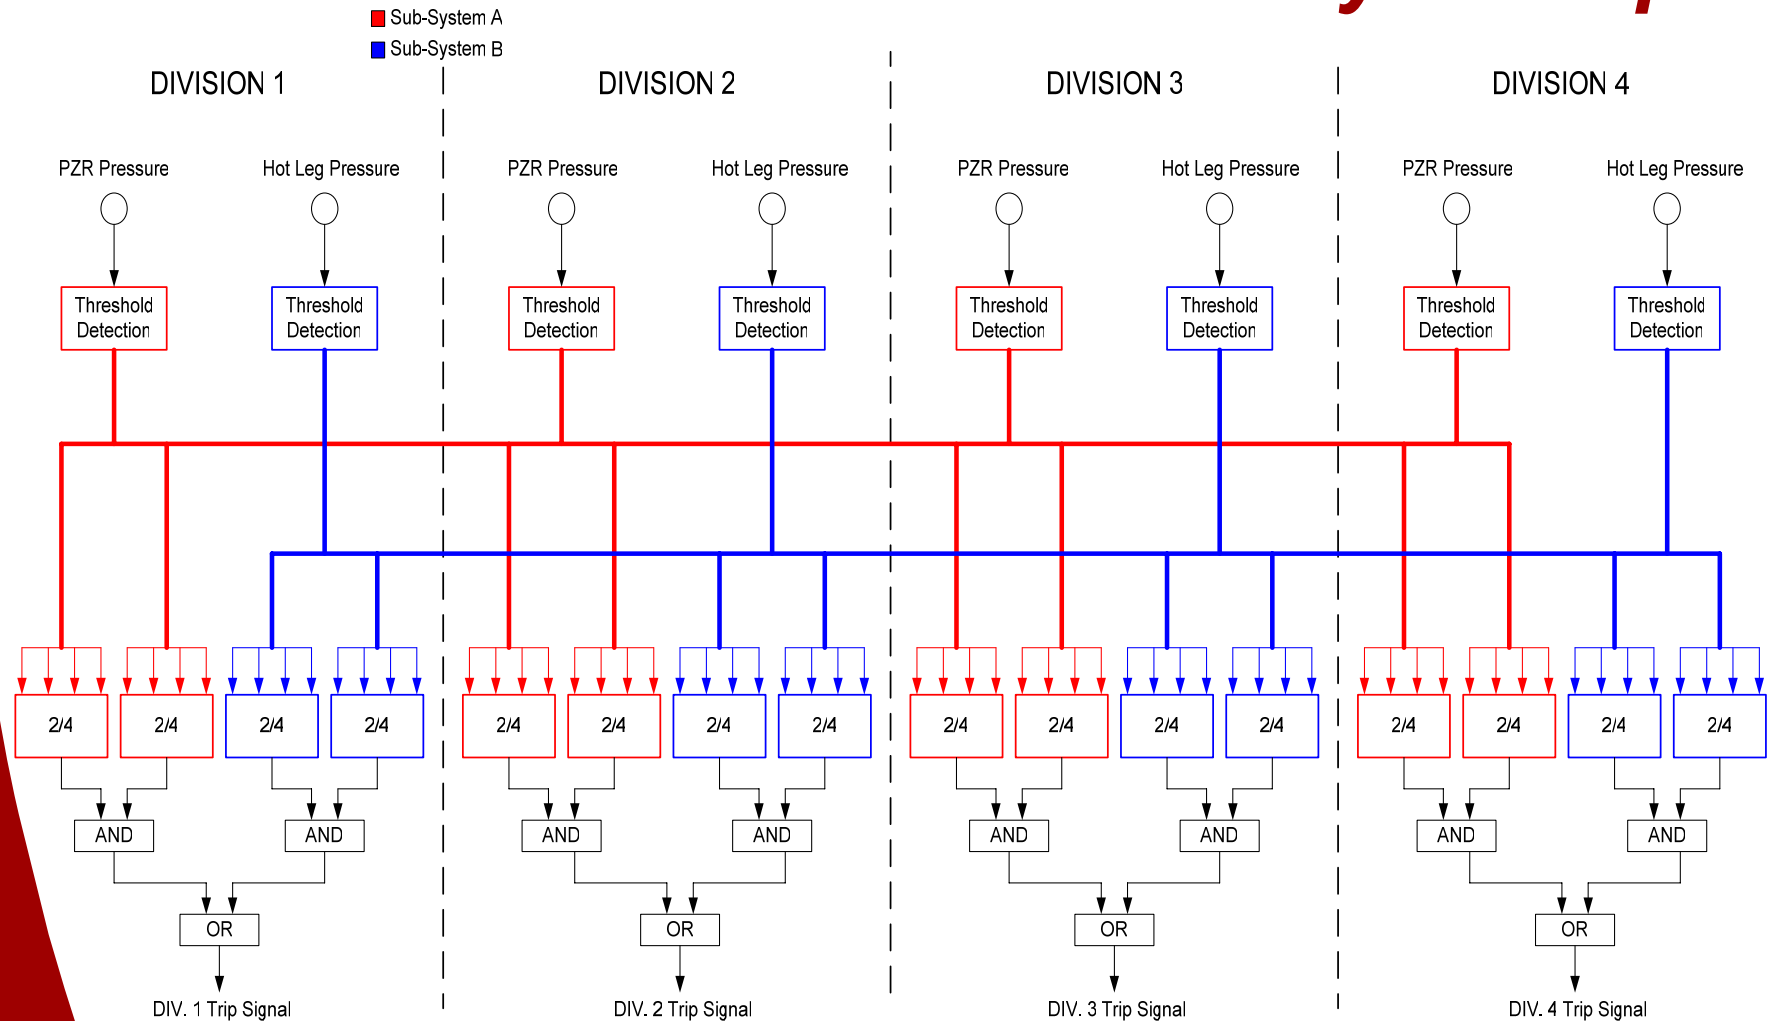 Sub-System A
Sub-System B
DIVISION 1 DIVISION 2 DIVISION 3 DIVISION 4
PZR Pressure Hot Leg Pressure PZR Pressure Hot Leg Pressure PZR Pressure Hot Leg Pressure PZR Pressure Hot Leg Pressure
Threshold Threshold Threshold Threshold Threshold Threshold Threshold Threshold
Detection Detection Detection Detection Detection Detection Detection Detection
2/4 2/4 2/4 2/4 2/4 2/4 2/4 2/4 2/4 2/4 2/4 2/4 2/4 2/4 2/4 2/4
AND AND AND AND AND AND AND AND
OR OR OR OR
DIV. 1 Trip Signal DIV. 2 Trip Signal DIV. 3 Trip Signal DIV. 4 Trip Signal